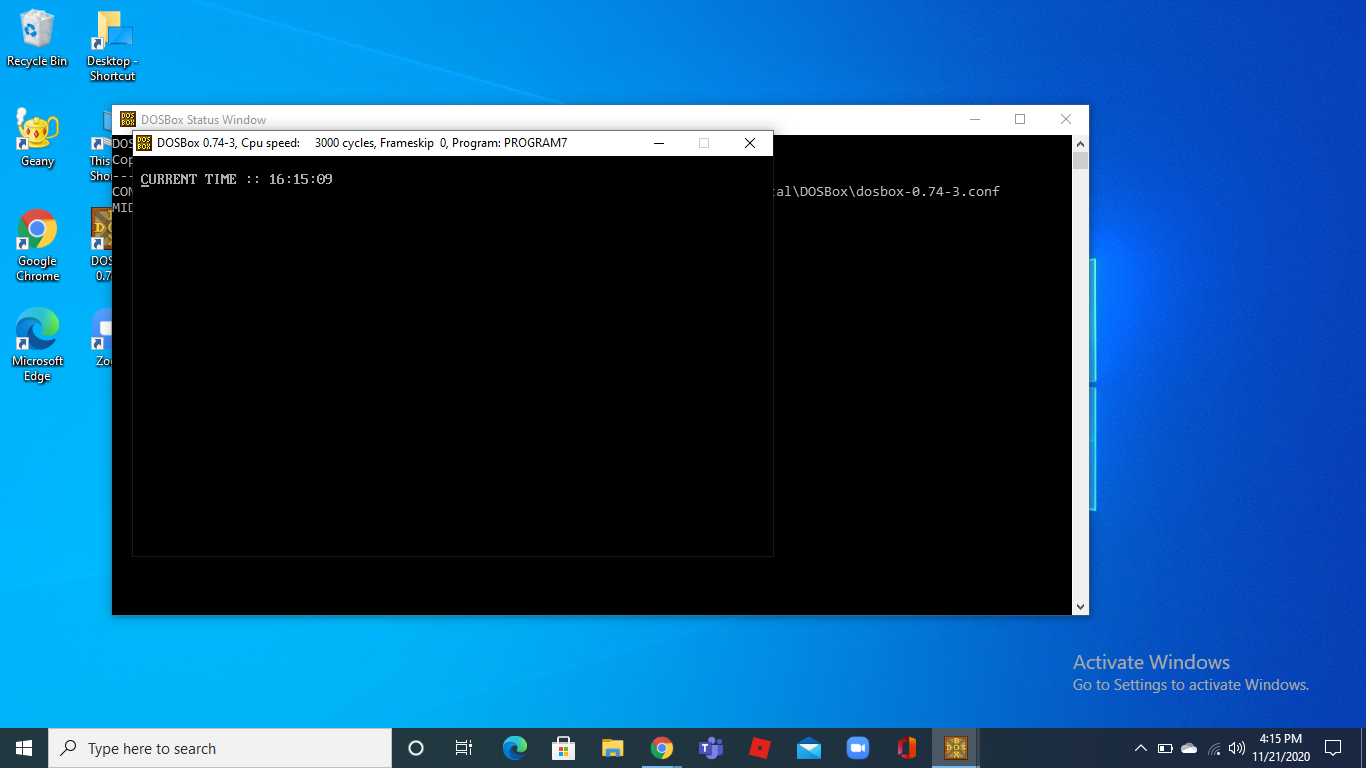 Recycle Bin
Desktop -
Shortcut
Geany
This
Sho
Google
Chrome
DOS
0.74
Microsoft
Edge
Zo
DOSBox Status Window
DOS
Cop
---
CON
MID
cal\DOSBox\dosbox-0.74-3.conf
DOSBox 0.74-3, Cpu speed: 3000 cycles, Frameskip 0, Program: PROGRAM7
CURRENT TIME :: 16:15:09
Activate Windows
Go to Settings to activate Windows.
Type here to search
4:15 PM
11/21/2020